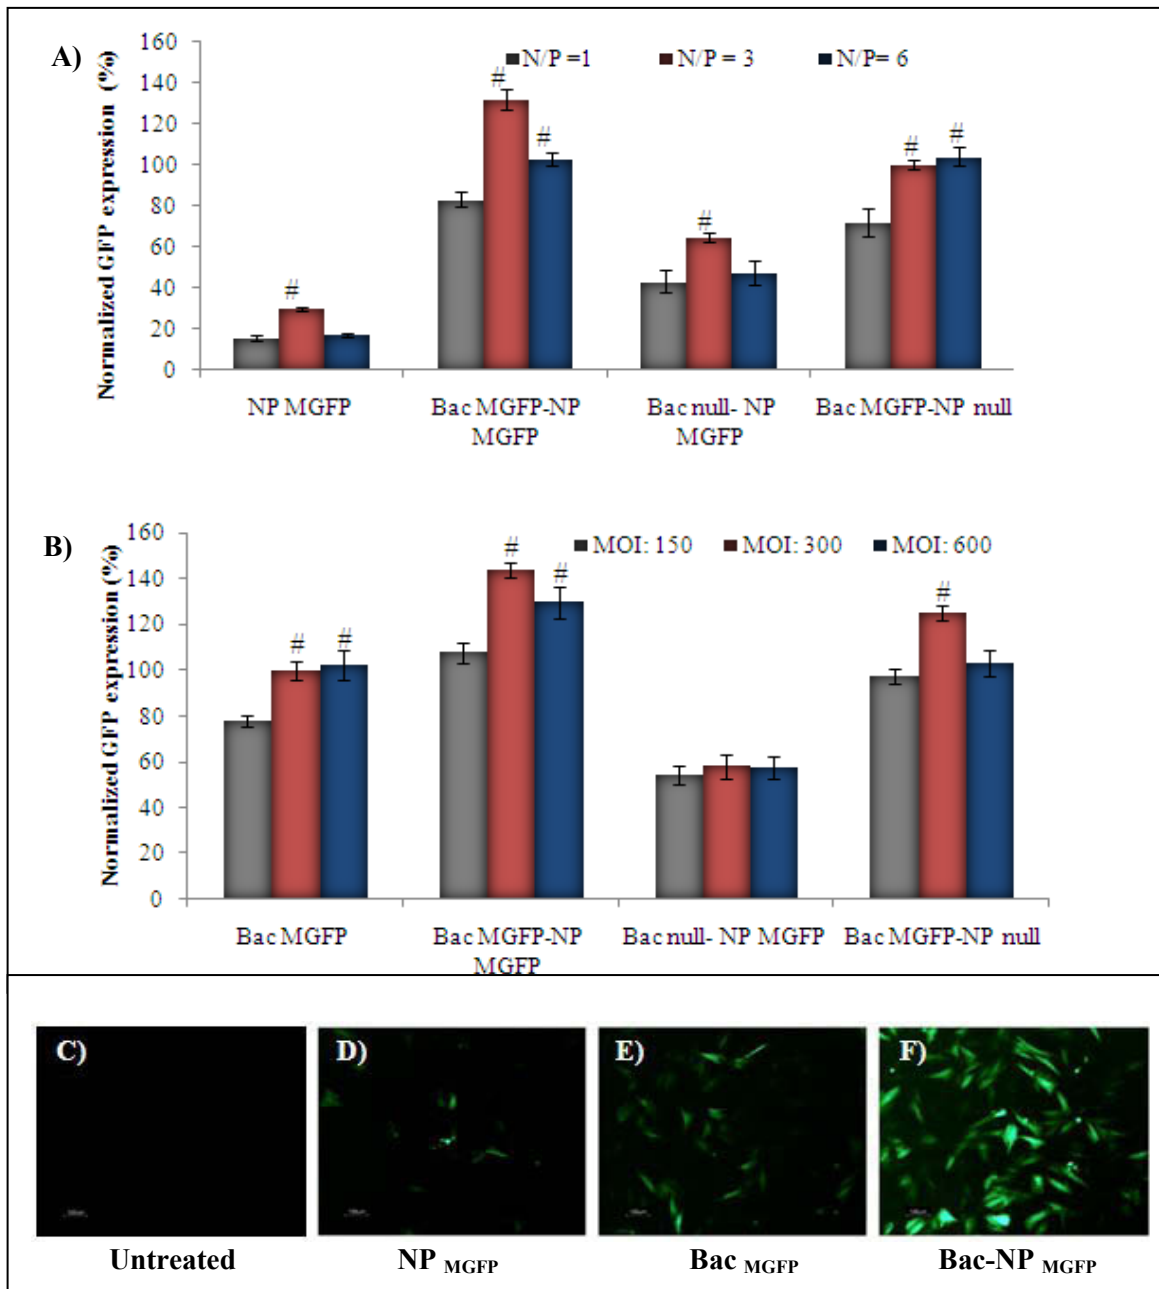 A)
160
140
120
100
80
60
40
20
0
Normalized GFP expression (%)
N/P =1 N/P = 3 N/P= 6
# # # # # #
NP MGFP Bac MGFP-NP Bac null- NP Bac MGFP-NP null
MGFP MGFP
B)
160
140
120
100
80
60
40
20
0
Normalized GFP expression (%)
MOI: 150 MOI: 300 MOI: 600
# # # # #
Bac MGFP Bac MGFP-NP Bac null- NP MGFP Bac MGFP-NP null
MGFP
C) D) E) F)
Untreated NP MGFP Bac MGFP Bac-NP MGFP